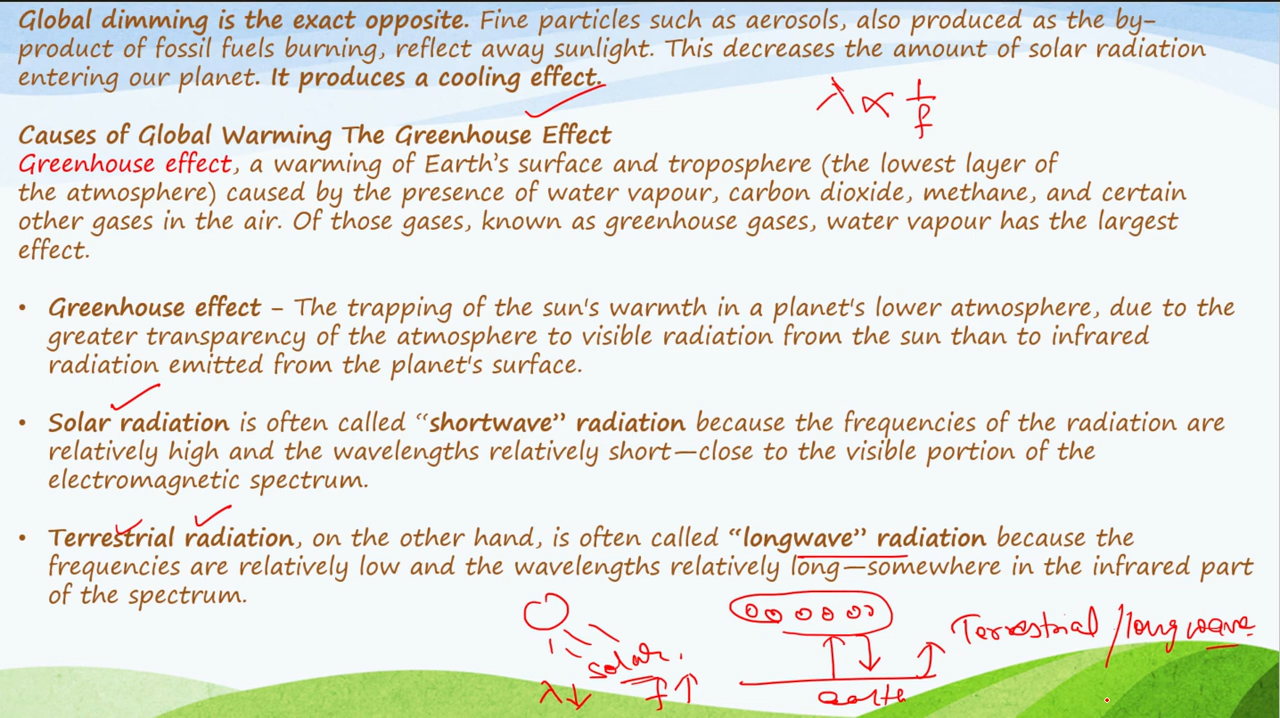 Global dimming is the exact opposite. Fine particles such as aerosols, also produced as the by-
product of fossil fuels burning, reflect away sunlight. This decreases the amount of solar radiation
entering our planet. It produces a cooling effect.
λ ∝ 1/f
Causes of Global Warming The Greenhouse Effect
Greenhouse effect, a warming of Earth's surface and troposphere (the lowest layer of
the atmosphere) caused by the presence of water vapour, carbon dioxide, methane, and certain
other gases in the air. Of those gases, known as greenhouse gases, water vapour has the largest
effect.
• Greenhouse effect – The trapping of the sun's warmth in a planet's lower atmosphere, due to the
greater transparency of the atmosphere to visible radiation from the sun than to infrared
radiation emitted from the planet's surface.
• Solar radiation is often called “shortwave” radiation because the frequencies of the radiation are
relatively high and the wavelengths relatively short—close to the visible portion of the
electromagnetic spectrum.
• Terrestrial radiation, on the other hand, is often called “longwave” radiation because the
frequencies are relatively low and the wavelengths relatively long—somewhere in the infrared part
of the spectrum.
Terrestrial / longwave
solar.
λ↓ f↑
earth